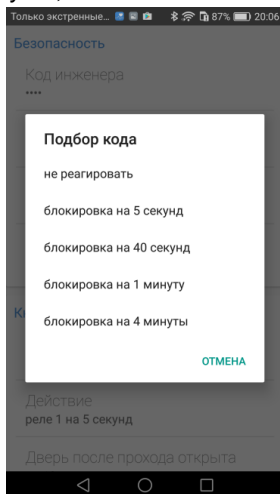 Только экстренные... 87% 20:06
Безопасность
Код инженера
••••
Подбор кода
не реагировать
блокировка на 5 секунд
блокировка на 40 секунд
блокировка на 1 минуту
блокировка на 4 минуты
ОТМЕНА
Действие
реле 1 на 5 секунд
Дверь после прохода открыта